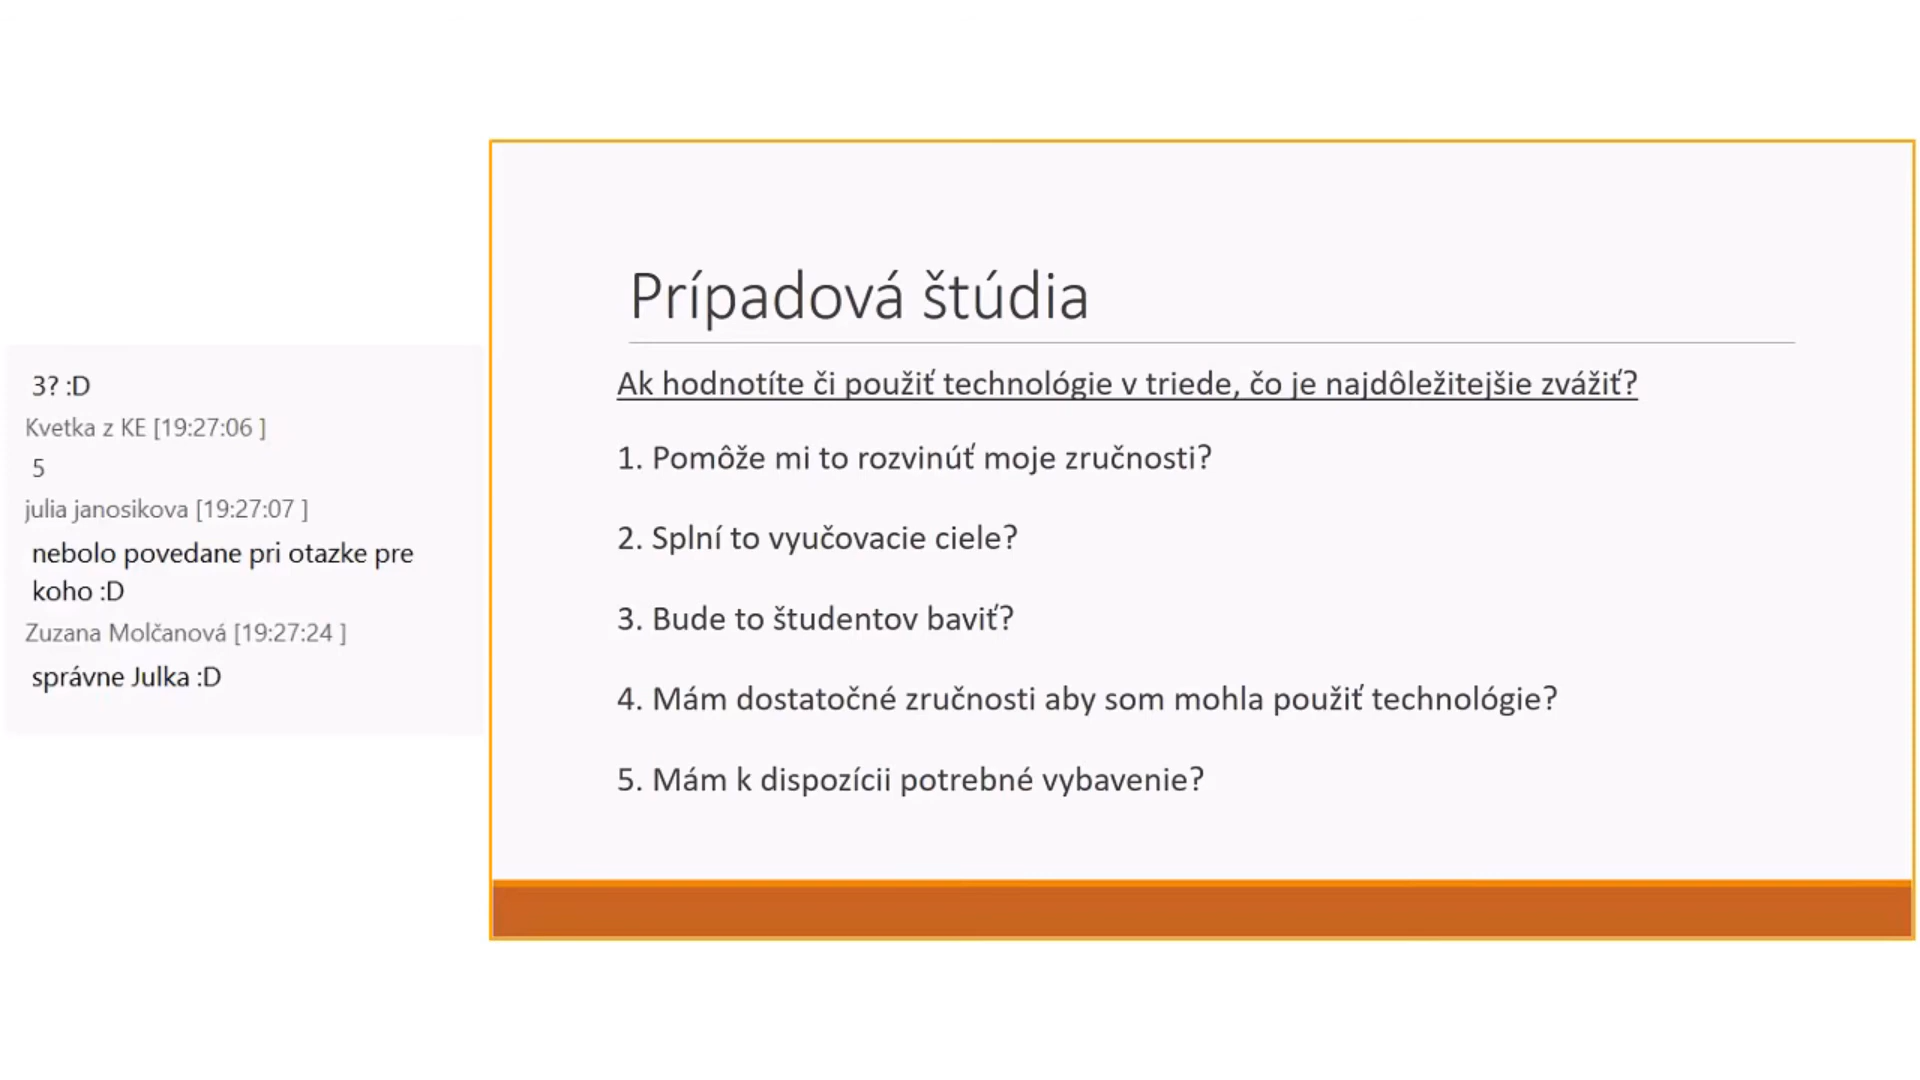 3? :D
Kvetka z KE [19:27:06 ]
5
julia janosikova [19:27:07 ]
nebolo povedane pri otazke pre
koho :D
Zuzana Molčanová [19:27:24 ]
správne Julka :D
Prípadová štúdia
Ak hodnotíte či použiť technológie v triede, čo je najdôležitejšie zvážiť?
1. Pomôže mi to rozvinúť moje zručnosti?
2. Splní to vyučovacie ciele?
3. Bude to študentov baviť?
4. Mám dostatočné zručnosti aby som mohla použiť technológie?
5. Mám k dispozícii potrebné vybavenie?